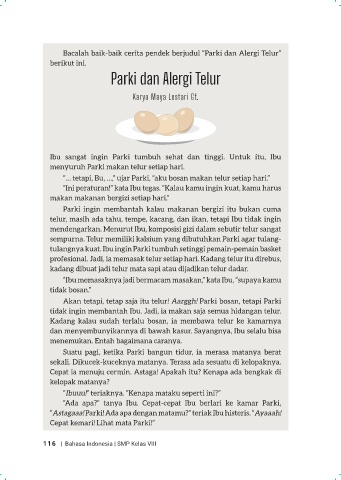 Bacalah baik-baik cerita pendek berjudul "Parki dan Alergi Telur"
berikut ini.
Parki dan Alergi Telur
Karya Maya Lestari Gf.
Ibu sangat ingin Parki tumbuh sehat dan tinggi. Untuk itu, Ibu
menyuruh Parki makan telur setiap hari.
"... tetapi, Bu, ...," ujar Parki, "aku bosan makan telur setiap hari."
"Ini peraturan!" kata Ibu tegas. "Kalau kamu ingin kuat, kamu harus
makan makanan bergizi setiap hari."
Parki ingin membantah kalau makanan bergizi itu bukan cuma
telur, masih ada tahu, tempe, kacang, dan ikan, tetapi Ibu tidak ingin
mendengarkan. Menurut Ibu, komposisi gizi dalam sebutir telur sangat
sempurna. Telur memiliki kalsium yang dibutuhkan Parki agar tulang-
tulangnya kuat. Ibu ingin Parki tumbuh setinggi pemain-pemain basket
profesional. Jadi, ia memasak telur setiap hari. Kadang telur itu direbus,
kadang dibuat jadi telur mata sapi atau dijadikan telur dadar.
"Ibu memasaknya jadi bermacam masakan," kata Ibu, "supaya kamu
tidak bosan."
Akan tetapi, tetap saja itu telur! Aarggh! Parki bosan, tetapi Parki
tidak ingin membantah Ibu. Jadi, ia makan saja semua hidangan telur.
Kadang kalau sudah terlalu bosan, ia membawa telur ke kamarnya
dan menyembunyikannya di bawah kasur. Sayangnya, Ibu selalu bisa
menemukan. Entah bagaimana caranya.
Suatu pagi, ketika Parki bangun tidur, ia merasa matanya berat
sekali. Dikucek-kuceknya matanya. Terasa ada sesuatu di kelopaknya.
Cepat ia menuju cermin. Astaga! Apakah itu? Kenapa ada bengkak di
kelopak matanya?
"Ibuuu!" teriaknya. "Kenapa mataku seperti ini?"
"Ada apa?" tanya Ibu. Cepat-cepat Ibu berlari ke kamar Parki,
"Astagaaa! Parki! Ada apa dengan matamu?" teriak Ibu histeris. "Ayaaah!
Cepat kemari! Lihat mata Parki!"
116 | Bahasa Indonesia | SMP Kelas VIII